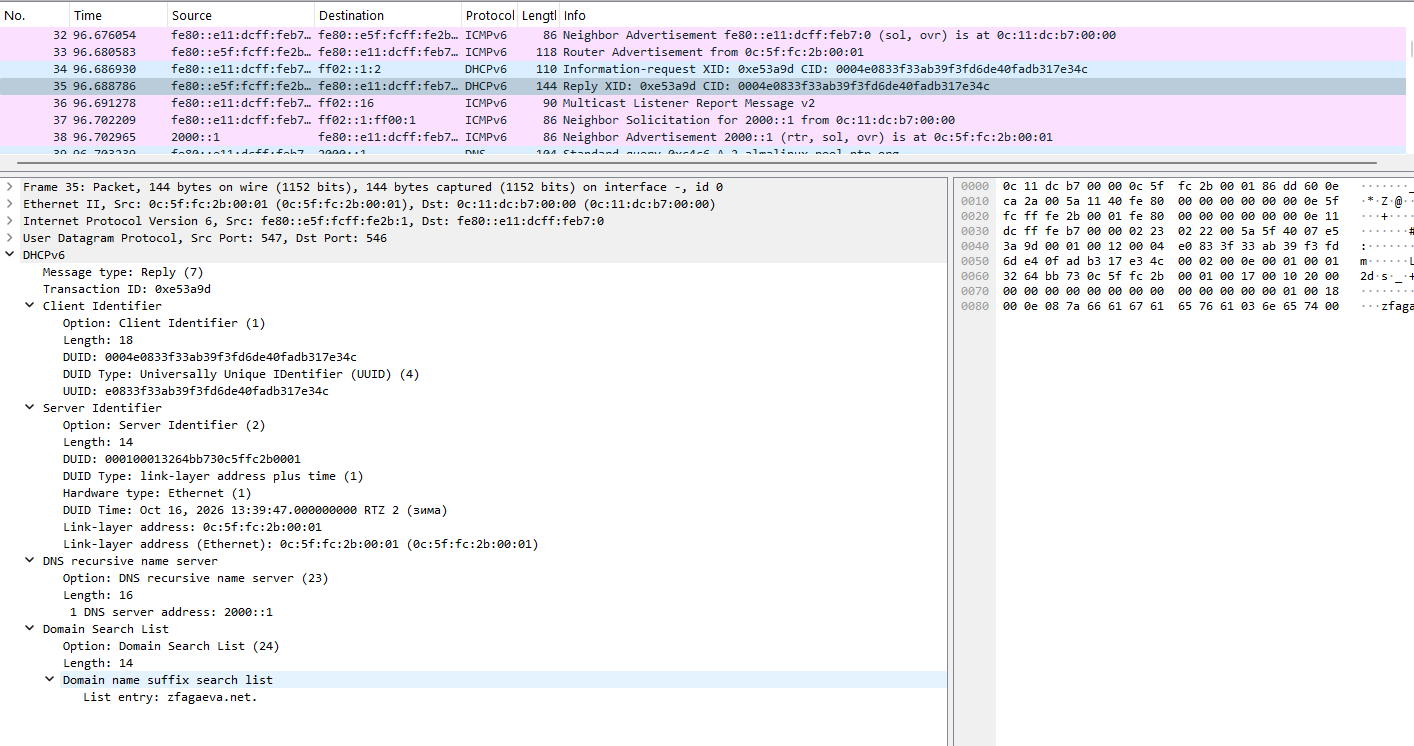 No. Time Source Destination Protocol Lengtl Info
32 96.676054 fe80::e11:dcff:feb7… fe80::e5f:fcff:fe2b… ICMPv6 86 Neighbor Advertisement fe80::e11:dcff:feb7:0 (sol, ovr) is at 0c:11:dc:b7:00:00
33 96.680583 fe80::e5f:fcff:fe2b… fe80::e11:dcff:feb7… ICMPv6 118 Router Advertisement from 0c:5f:fc:2b:00:01
34 96.686930 fe80::e11:dcff:feb7… ff02::1:2 DHCPv6 110 Information-request XID: 0xe53a9d CID: 0004e0833f33ab39f3fd6de40fadb317e34c
35 96.688786 fe80::e5f:fcff:fe2b… fe80::e11:dcff:feb7… DHCPv6 144 Reply XID: 0xe53a9d CID: 0004e0833f33ab39f3fd6de40fadb317e34c
36 96.691278 fe80::e11:dcff:feb7… ff02::16 ICMPv6 90 Multicast Listener Report Message v2
37 96.702209 fe80::e11:dcff:feb7… ff02::1:ff00:1 ICMPv6 86 Neighbor Solicitation for 2000::1 from 0c:11:dc:b7:00:00
38 96.702965 2000::1 fe80::e11:dcff:feb7… ICMPv6 86 Neighbor Advertisement 2000::1 (rtr, sol, ovr) is at 0c:5f:fc:2b:00:01
39 96.703239 fe80::e11:dcff:feb7… 2000::1 DNS 104 Standard query A 2.almalinux.pool.ntp.org
Frame 35: Packet, 144 bytes on wire (1152 bits), 144 bytes captured (1152 bits) on interface -, id 0
Ethernet II, Src: 0c:5f:fc:2b:00:01 (0c:5f:fc:2b:00:01), Dst: 0c:11:dc:b7:00:00 (0c:11:dc:b7:00:00)
Internet Protocol Version 6, Src: fe80::e5f:fcff:fe2b:1, Dst: fe80::e11:dcff:feb7:0
User Datagram Protocol, Src Port: 547, Dst Port: 546
DHCPv6
Message type: Reply (7)
Transaction ID: 0xe53a9d
Client Identifier
Option: Client Identifier (1)
Length: 18
DUID: 0004e0833f33ab39f3fd6de40fadb317e34c
DUID Type: Universally Unique IDentifier (UUID) (4)
UUID: e0833f33ab39f3fd6de40fadb317e34c
Server Identifier
Option: Server Identifier (2)
Length: 14
DUID: 000100013264bb730c5ffc2b0001
DUID Type: link-layer address plus time (1)
Hardware type: Ethernet (1)
DUID Time: Oct 16, 2026 13:39:47.000000000 RTZ 2 (зима)
Link-layer address: 0c:5f:fc:2b:00:01
Link-layer address (Ethernet): 0c:5f:fc:2b:00:01 (0c:5f:fc:2b:00:01)
DNS recursive name server
Option: DNS recursive name server (23)
Length: 16
1 DNS server address: 2000::1
Domain Search List
Option: Domain Search List (24)
Length: 14
Domain name suffix search list
List entry: zfagaeva.net.
0000 0c 11 dc b7 00 00 0c 5f fc 2b 00 01 86 dd 60 0e ·······_
0010 ca 2a 00 5a 11 40 fe 80 00 00 00 00 00 00 0e 5f ·*·Z·@··
0020 fc ff fe 2b 00 01 fe 80 00 00 00 00 00 00 0e 11 ···+····
0030 dc ff fe b7 00 00 02 23 02 22 00 5a 5f 40 07 e5 ·······#
0040 3a 9d 00 01 00 12 00 04 e0 83 3f 33 ab 39 f3 fd :·······
0050 6d e4 0f ad b3 17 e3 4c 00 02 00 0e 00 01 00 01 m······L
0060 32 64 bb 73 0c 5f fc 2b 00 01 00 17 00 10 20 00 2d·s·_·+
0070 00 00 00 00 00 00 00 00 00 00 00 00 00 01 00 18 ········
0080 00 0e 08 7a 66 61 67 61 65 76 61 03 6e 65 74 00 ···zfaga